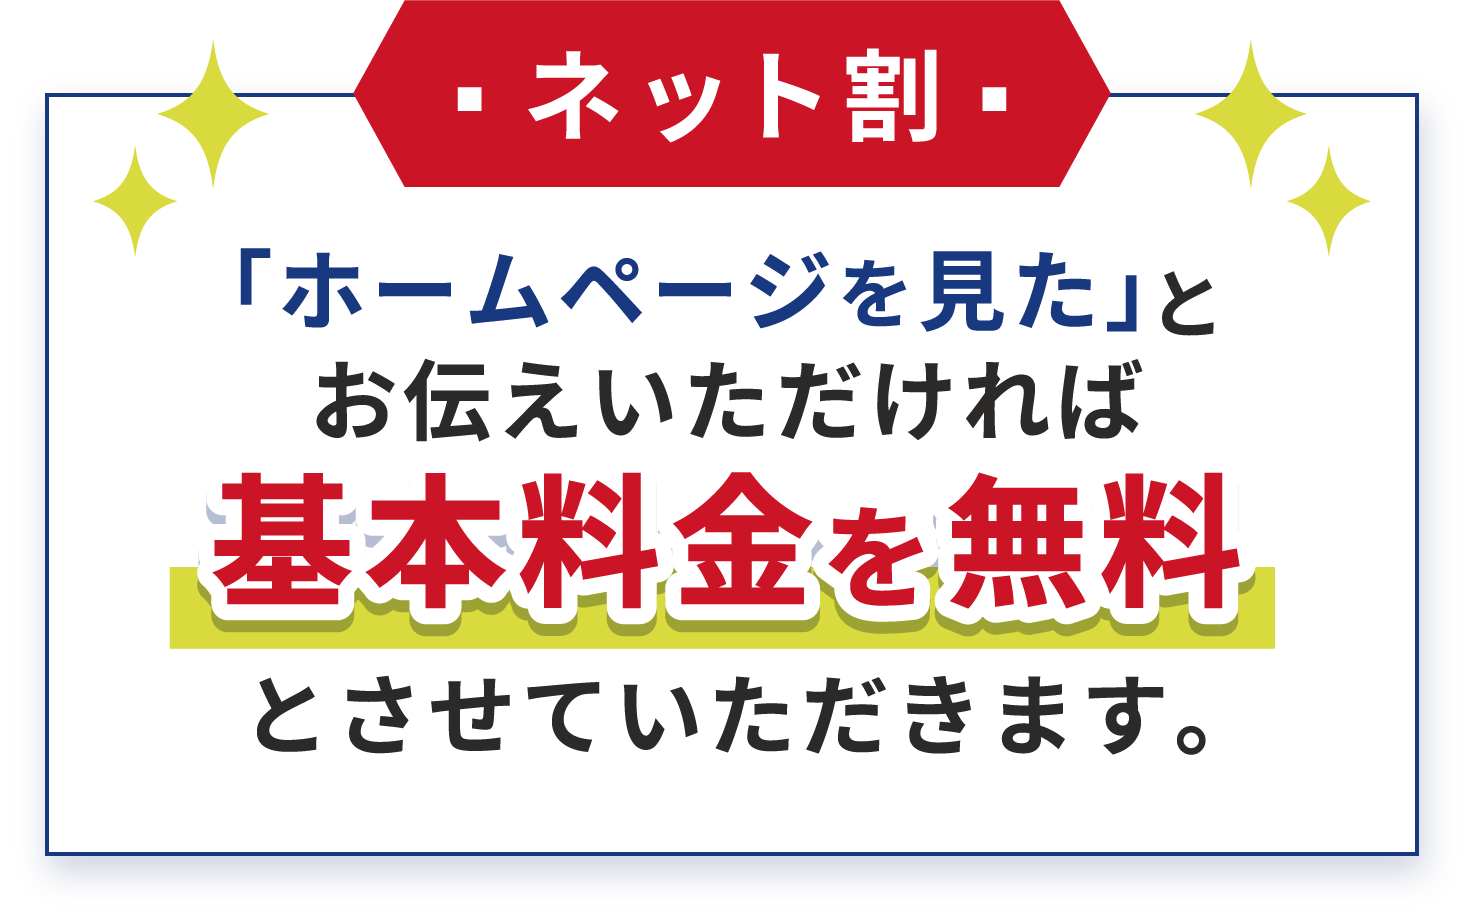 ▪ ネット割 ▪
「ホームページを見た」と
お伝えいただければ
基本料金を無料
とさせていただきます。